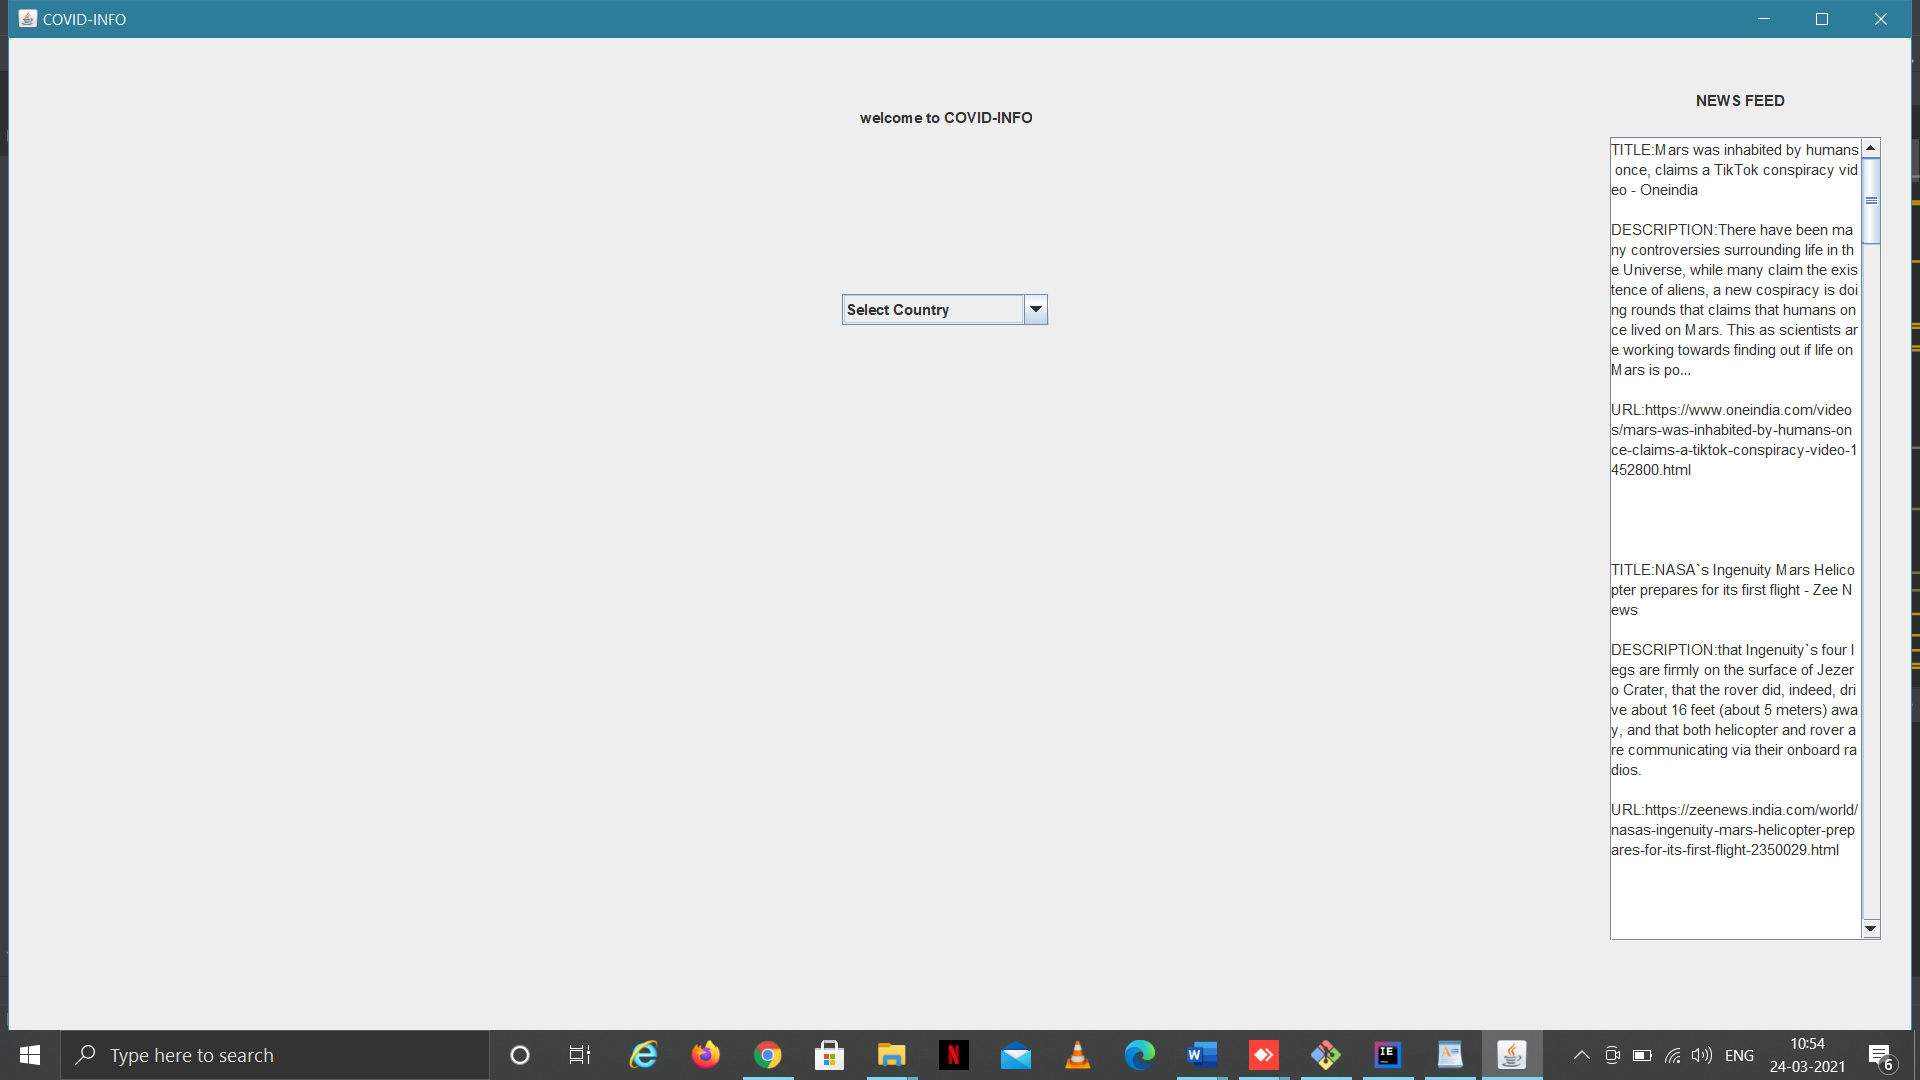 COVID-INFO
welcome to COVID-INFO
Select Country
NEWS FEED
TITLE:Mars was inhabited by humans
once, claims a TikTok conspiracy vid
eo - Oneindia
DESCRIPTION:There have been ma
ny controversies surrounding life in th
e Universe, while many claim the exis
tence of aliens, a new cospiracy is doi
ng rounds that claims that humans on
ce lived on Mars. This as scientists ar
e working towards finding out if life on
Mars is po...
URL:https://www.oneindia.com/video
s/mars-was-inhabited-by-humans-on
ce-claims-a-tiktok-conspiracy-video-1
452800.html
TITLE:NASA`s Ingenuity Mars Helico
pter prepares for its first flight - Zee N
ews
DESCRIPTION:that Ingenuity`s four l
egs are firmly on the surface of Jezer
o Crater, that the rover did, indeed, dri
ve about 16 feet (about 5 meters) awa
y, and that both helicopter and rover a
re communicating via their onboard ra
dios.
URL:https://zeenews.india.com/world/
nasas-ingenuity-mars-helicopter-prep
ares-for-its-first-flight-2350029.html
Type here to search
N
W
IE
ENG
10:54
24-03-2021
6